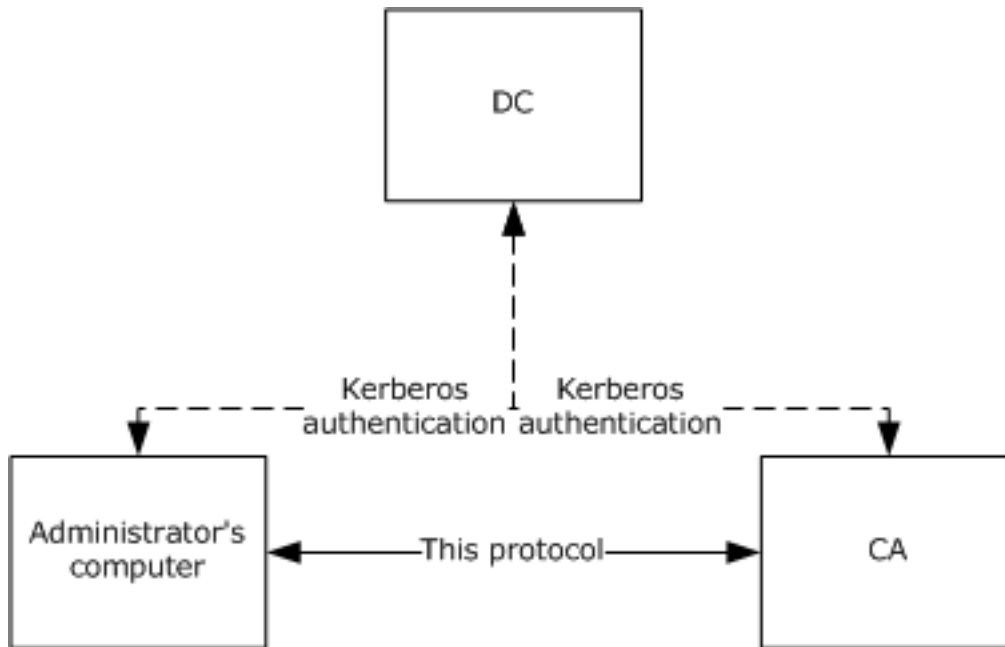 DC
Kerberos
authentication
Kerberos
authentication
Administrator's
computer
This protocol
CA